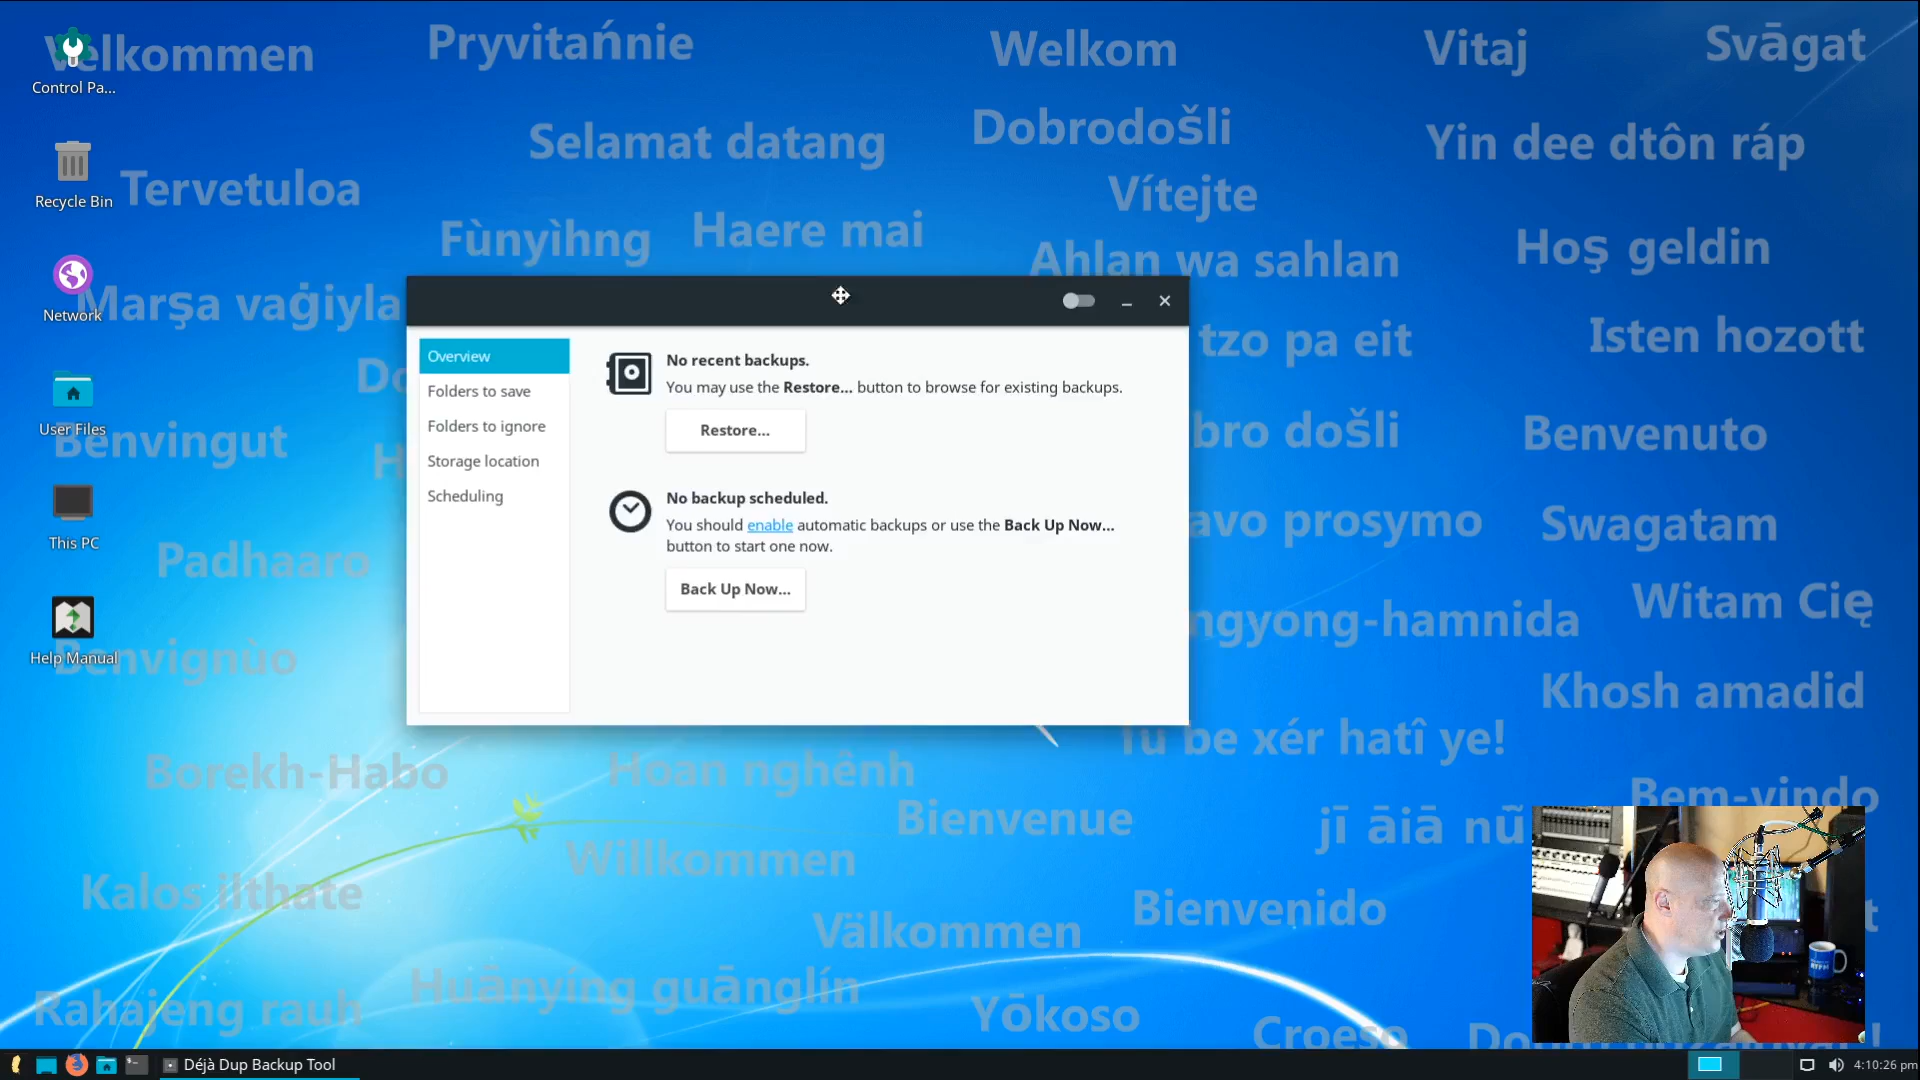 Velkommen
Pryvitańnie
Welkom
Vitaj
Svāgat
Control Pa...
Selamat datang
Dobrodošli
Yin dee dtôn ráp
Recycle Bin
Tervetuloa
Vítejte
Fùnyìhng
Haere mai
Ahlan wa sahlan
Hoş geldin
Network
Marşa vaġiyla
tzo pa eit
Isten hozott
User Files
Benvingut
bro došli
Benvenuto
This PC
Padhaaro
avo prosymo
Swagatam
Help Manual
Benvignùo
ngyong-hamnida
Witam Cię
Khosh amadid
Overview
Folders to save
Folders to ignore
Storage location
Scheduling
No recent backups.
You may use the Restore... button to browse for existing backups.
Restore...
No backup scheduled.
You should enable automatic backups or use the Back Up Now...
button to start one now.
Back Up Now...
Tu be xér hatî ye!
Borekh-Habo
Hoan nghênh
Bem-vindo
Bienvenue
jī āiā nũ
Willkommen
Kalos ilthate
Välkommen
Bienvenido
Rahajeng rauh
Huānyíng guānglín
Yōkoso
Croeso
Déjà Dup Backup Tool
4:10:26 pm